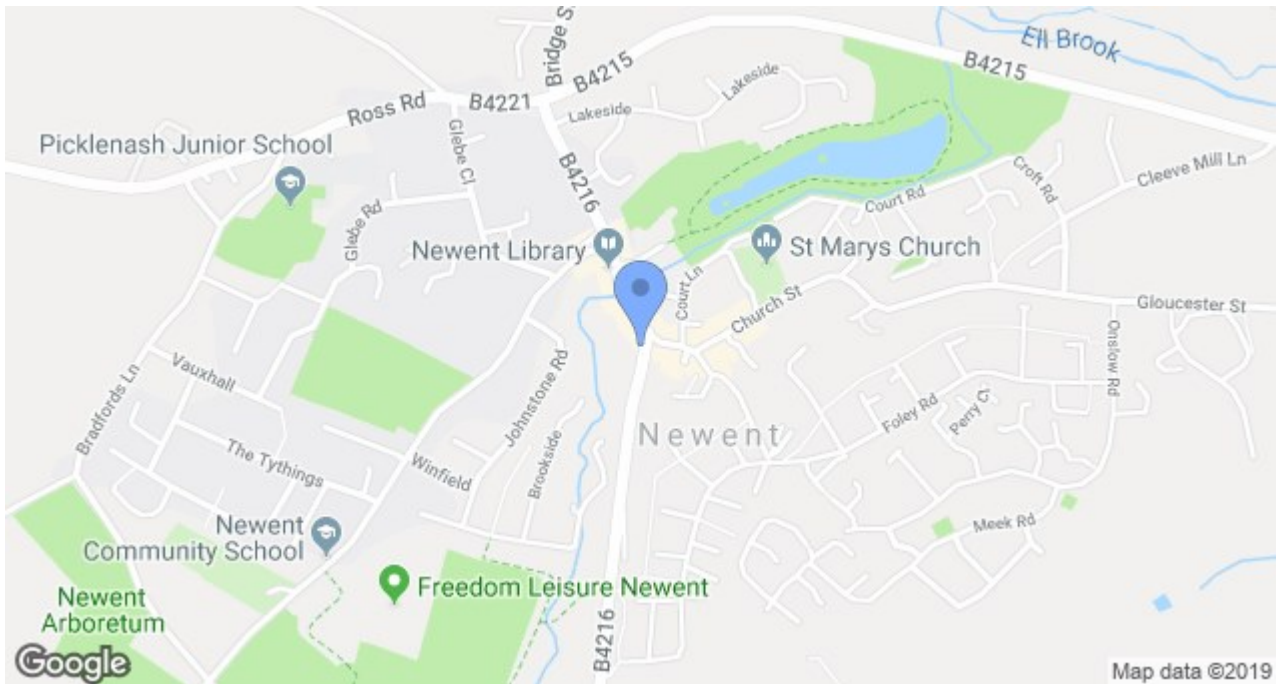 Bridge S
B4215
Ell Brook
B4215
Lakeside
Lakeside
Ross Rd
B4221
Glebe Cl
Picklenash Junior School
B4216
Croft Rd
Cleeve Mill Ln
Court Rd
Glebe Rd
Newent Library
St Marys Church
Court Ln
Church St
Gloucester St
Onslow Rd
Vauxhall
Bradfords Ln
Johnstone Rd
Foley Rd
Perry Ct
Newent
The Tythings
Winfield
Brookside
Meek Rd
Newent
Community School
Freedom Leisure Newent
Newent
Arboretum
B4216
Google
Map data ©2019